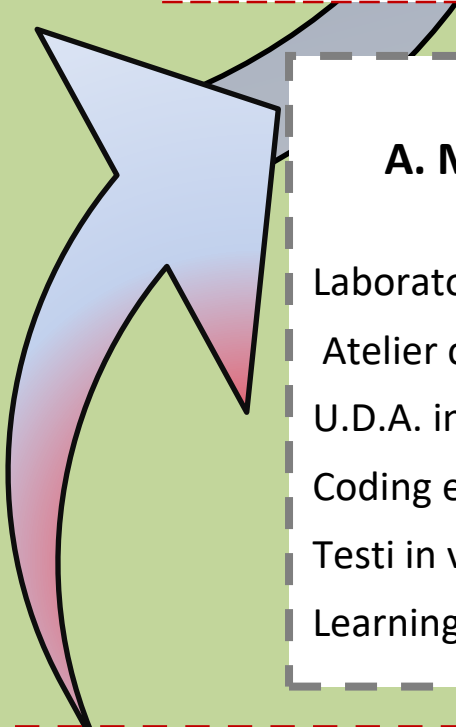 A.
Laborato
Atelier
U.D.A. in
Coding e
Testi in
Learning